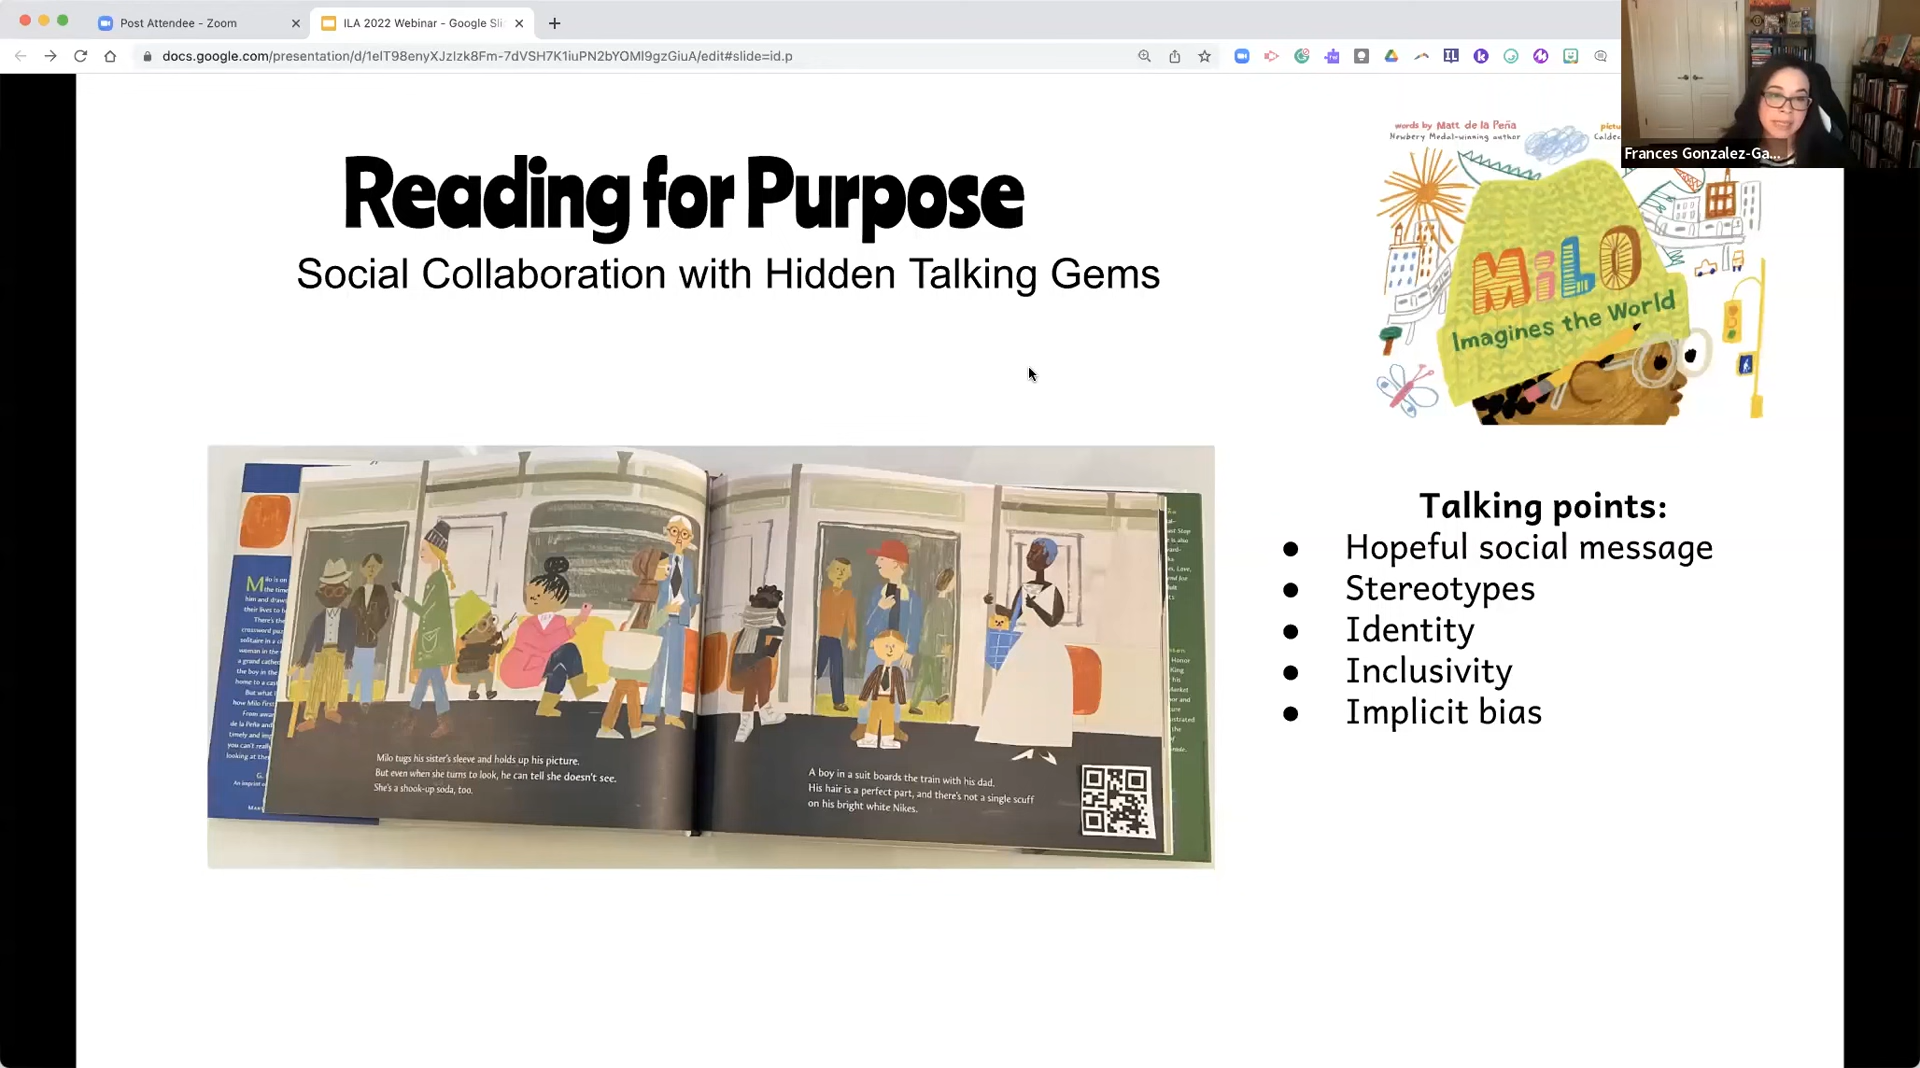 Post Attendee - Zoom
ILA 2022 Webinar - Google Sli
docs.google.com/presentation/d/1elT98enyXJzIzk8Fm-7dVSH7K1iuPN2bYOMl9gzGiuA/edit#slide=id.p
Frances Gonzalez-Ga...
Reading for Purpose
Social Collaboration with Hidden Talking Gems
words by Matt de la Peña
Newbery Medal-winning author
MiLO
Imagines the World
Milo tugs his sister's sleeve and holds up his picture.
But even when she turns to look, he can tell she doesn't see.
She's a shook-up soda, too.
A boy in a suit boards the train with his dad.
His hair is a perfect part, and there's not a single scuff
on his bright white Nikes.
Talking points:
● Hopeful social message
● Stereotypes
● Identity
● Inclusivity
● Implicit bias